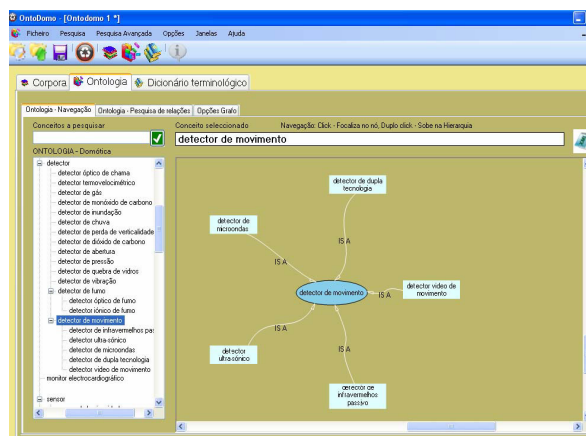 OntoDomo - [Ontodomo 1 *]
Ficheiro Pesquisa Pesquisa Avançada Opções Janelas Ajuda
Corpora Ontologia Dicionário terminológico
Ontologia - Navegação Ontologia - Pesquisa de relações Opções Grafo
Conceitos a pesquisar
Conceito seleccionado
Navegação: Click - Focaliza no nó, Duplo click - Sobe na Hierarquia
detector de movimento
ONTOLOGIA - Domótica
detector
detector óptico de chama
detector termovelocimétrico
detector de gás
detector de monóxido de carbono
detector de inundação
detector de chuva
detector de perda de verticalidade
detector de dióxido de carbono
detector de abertura
detector de pressão
detector de quebra de vidros
detector de vibração
detector de fumo
detector óptico de fumo
detector iónico de fumo
detector de movimento
detector de infravermelhos pas
detector ultra-sónico
detector de microondas
detector de dupla tecnologia
detector video de movimento
monitor electrocardiográfico
sensor
detector de dupla
tecnologia
detector de
microondas
IS A
IS A
detector de movimento
IS A
detector video de
movimento
IS A
IS A
detector
ultra-sónico
detector de
infravermelhos
passivo